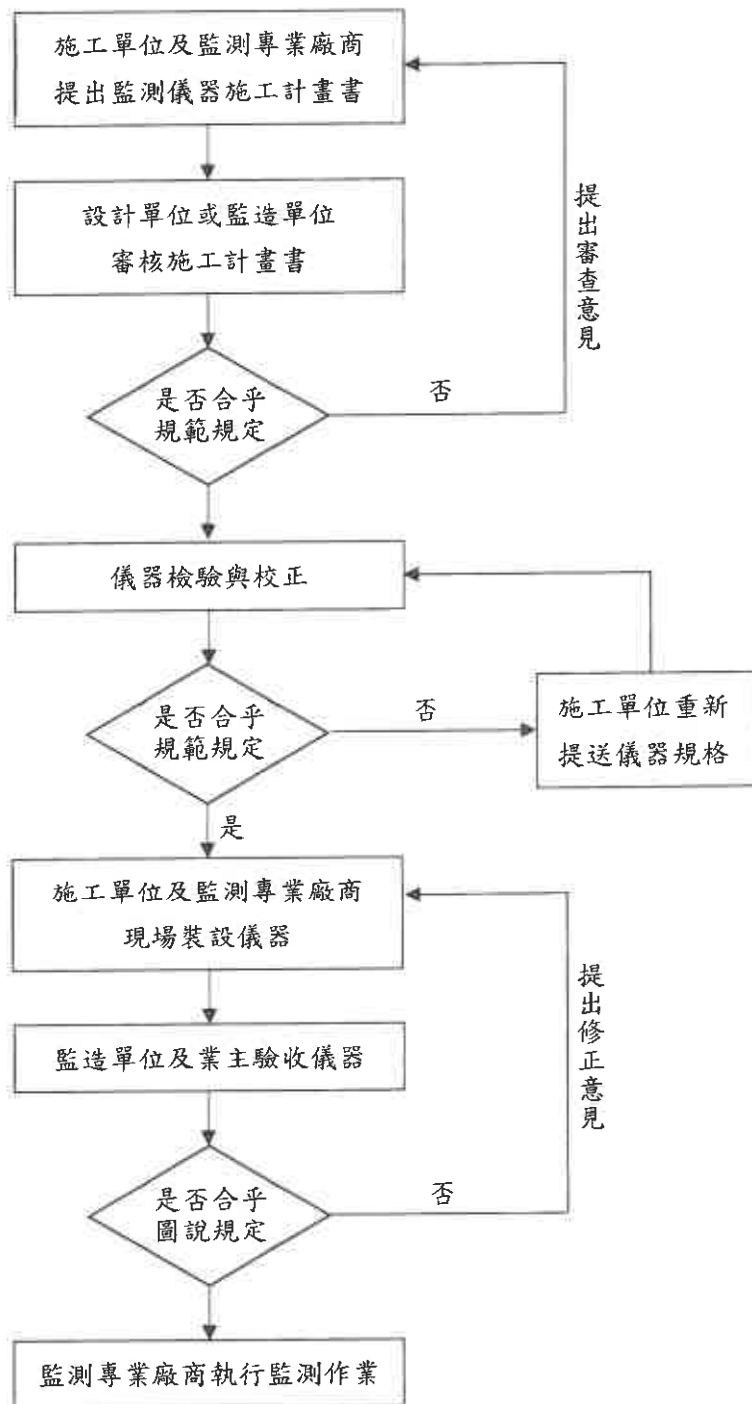 施工單位及監測專業廠商
提出監測儀器施工計畫書
設計單位或監造單位
審核施工計畫書
提出審查意見
是否合乎
規範規定
否
儀器檢驗與校正
是否合乎
規範規定
否
施工單位重新
提送儀器規格
是
施工單位及監測專業廠商
現場裝設儀器
監造單位及業主驗收儀器
提出修正意見
是否合乎
圖說規定
否
監測專業廠商執行監測作業